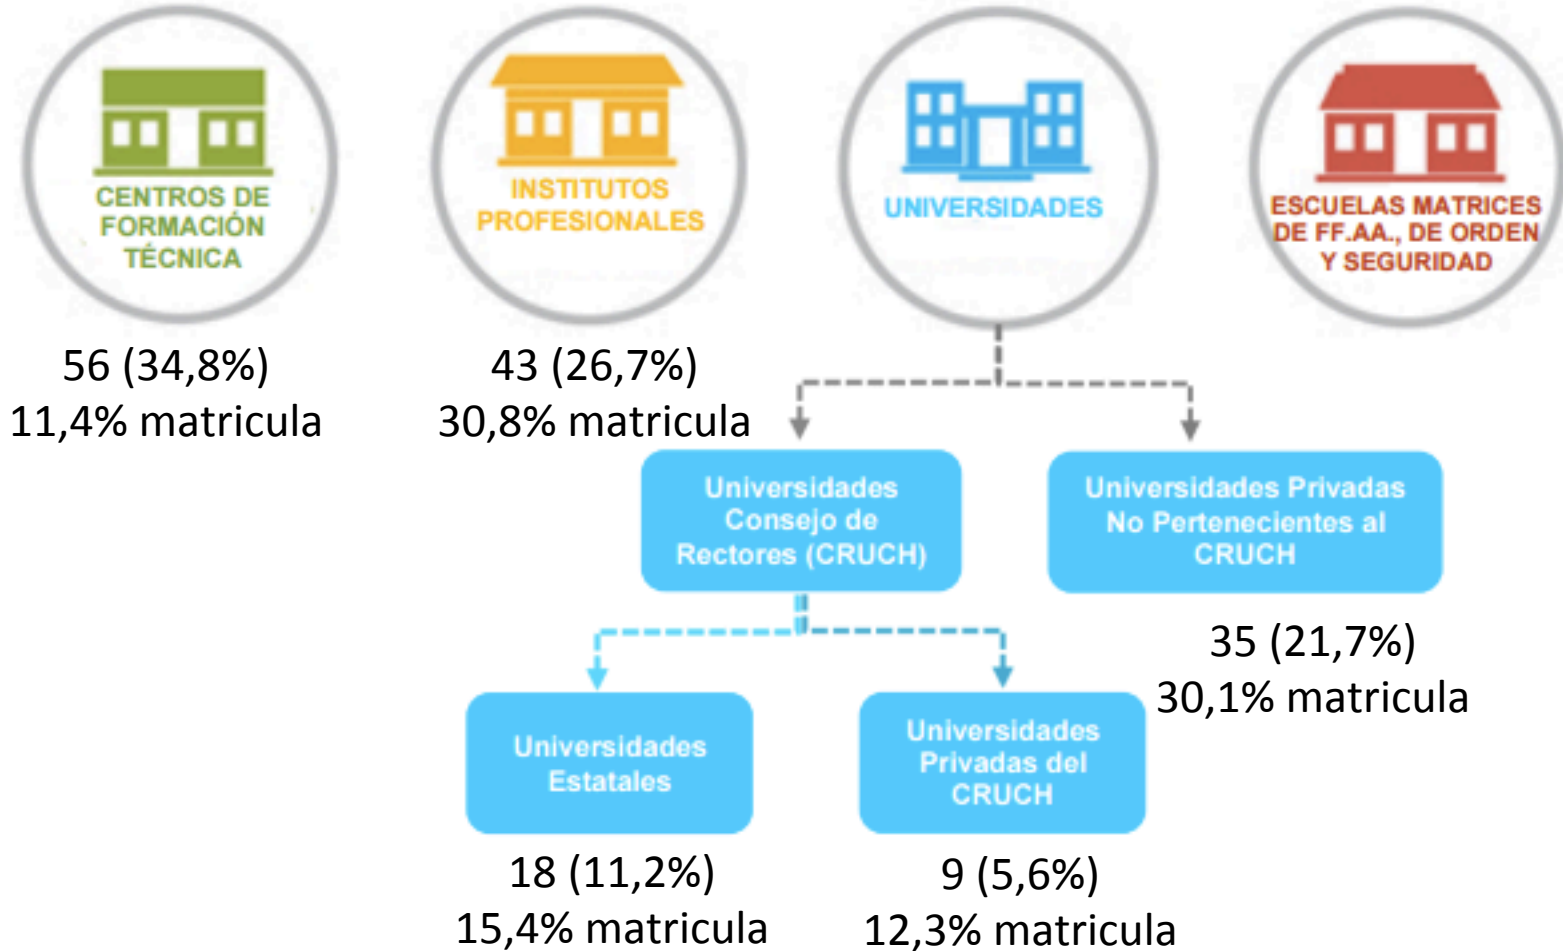 CENTROS DE
FORMACIÓN
TÉCNICA
INSTITUTOS
PROFESIONALES
UNIVERSIDADES
ESCUELAS MATRICES
DE FF.AA., DE ORDEN
Y SEGURIDAD
56 (34,8%)
11,4% matricula
43 (26,7%)
30,8% matricula
Universidades
Consejo de
Rectores (CRUCH)
Universidades Privadas
No Pertenecientes al
CRUCH
35 (21,7%)
30,1% matricula
Universidades
Estatales
Universidades
Privadas del
CRUCH
18 (11,2%)
15,4% matricula
9 (5,6%)
12,3% matricula